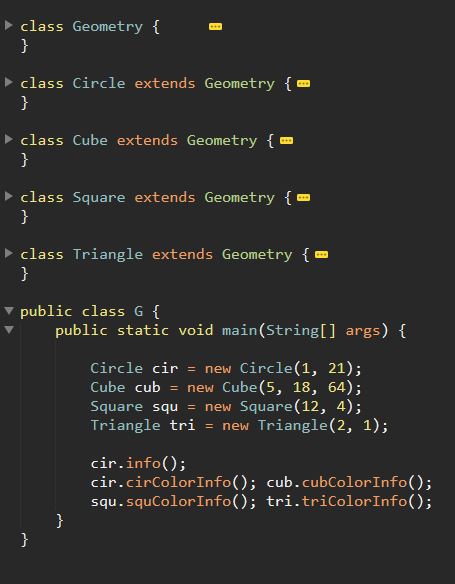 class Geometry {
}
class Circle extends Geometry {
}
class Cube extends Geometry {
}
class Square extends Geometry {
}
class Triangle extends Geometry {
}
public class G {
public static void main(String[] args) {
Circle cir = new Circle(1, 21);
Cube cub = new Cube(5, 18, 64);
Square squ = new Square(12, 4);
Triangle tri = new Triangle(2, 1);
cir.info();
cir.cirColorInfo(); cub.cubColorInfo();
squ.squColorInfo(); tri.triColorInfo();
}
}